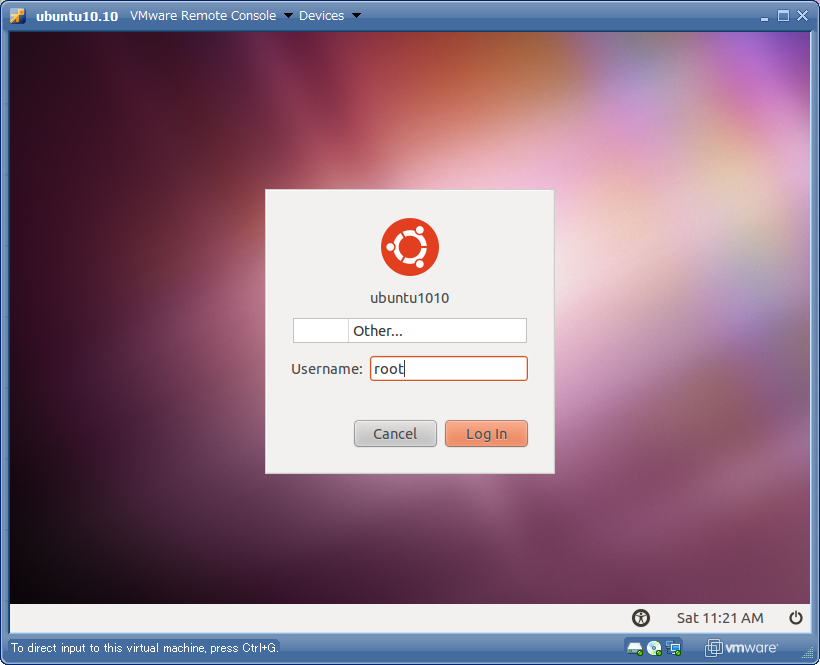 ubuntu10.10 VMware Remote Console Devices
ubuntu1010
Other...
Username: root
Cancel Log In
Sat 11:21 AM
To direct input to this virtual machine, press Ctrl+G. vmware